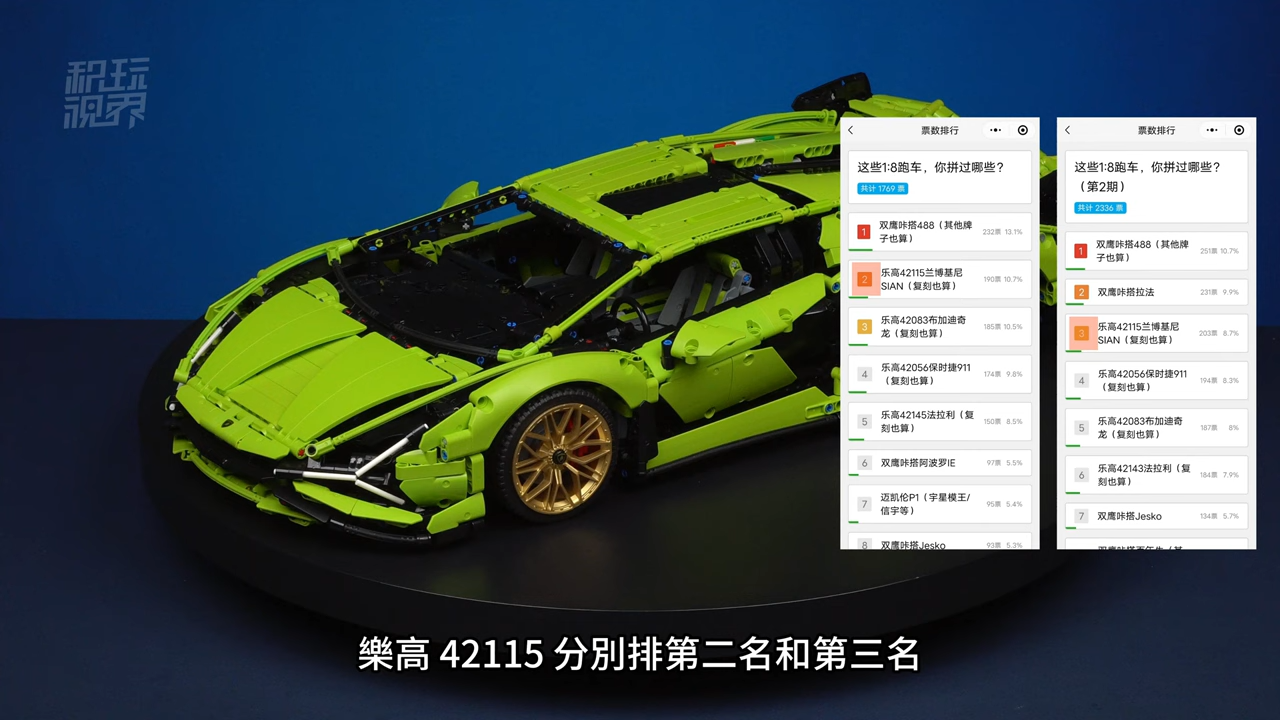 积玩
视界
票数排行
这些1:8跑车，你拼过哪些？
共计 1769 票
1
双鹰咔搭488（其他牌
子也算）
232票 13.1%
2
乐高42115兰博基尼
SIAN（复刻也算）
190票 10.7%
3
乐高42083布加迪奇
龙（复刻也算）
185票 10.5%
4
乐高42056保时捷911
（复刻也算）
174票 9.8%
5
乐高42145法拉利（复
刻也算）
150票 8.5%
6
双鹰咔搭阿波罗IE
97票 5.5%
7
迈凯伦P1（宇星模王/
信宇等）
95票 5.4%
8
双鹰咔搭Jesko
93票 5.3%
票数排行
这些1:8跑车，你拼过哪些？
（第2期）
共计 2336 票
1
双鹰咔搭488（其他牌
子也算）
251票 10.7%
2
双鹰咔搭拉法
231票 9.9%
3
乐高42115兰博基尼
SIAN（复刻也算）
203票 8.7%
4
乐高42056保时捷911
（复刻也算）
194票 8.3%
5
乐高42083布加迪奇
龙（复刻也算）
187票 8%
6
乐高42143法拉利（复
刻也算）
184票 7.9%
7
双鹰咔搭Jesko
134票 5.7%
樂高 42115 分別排第二名和第三名